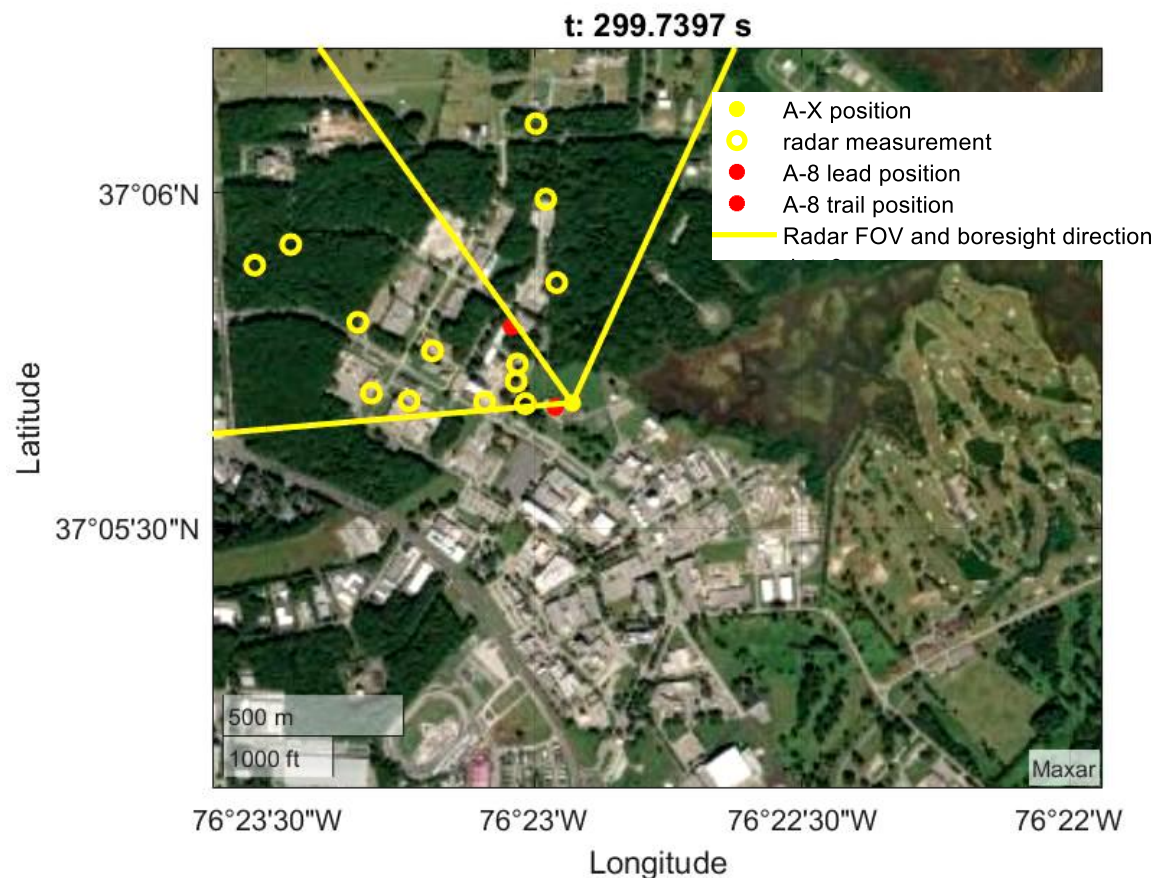 t: 299.7397 s
A-X position
radar measurement
A-8 lead position
A-8 trail position
Radar FOV and boresight direction
37°06'N
Latitude
37°05'30"N
500 m
1000 ft
Maxar
76°23'30"W
76°23'W
76°22'30"W
76°22'W
Longitude